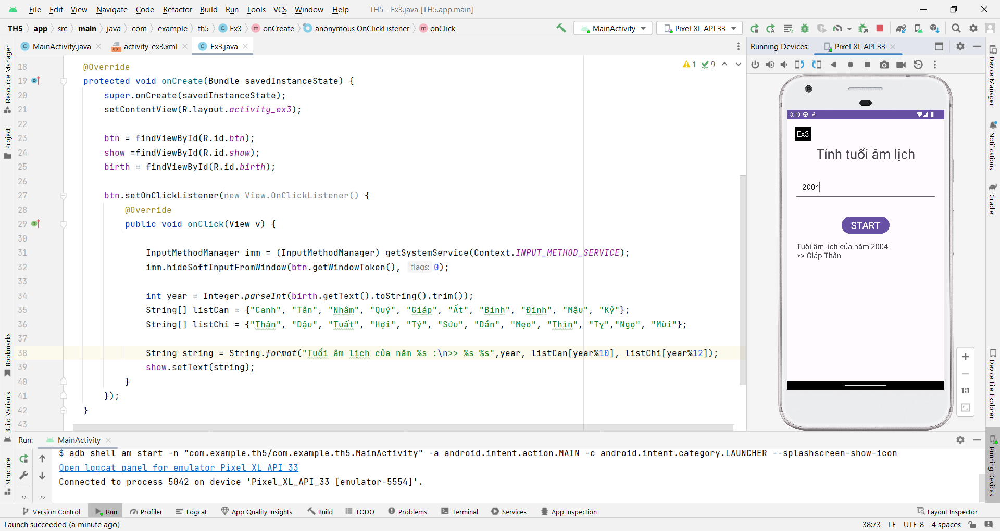 File Edit View Navigate Code Refactor Build Run Tools VCS Window Help TH5 - Ex3.java [TH5.app.main]
TH5 app src main java com example th5 Ex3 onCreate anonymous OnClickListener onClick MainActivity Pixel XL API 33
MainActivity.java activity_ex3.xml Ex3.java
Running Devices: Pixel XL API 33
1 9
18 @Override
19 protected void onCreate(Bundle savedInstanceState) {
20 super.onCreate(savedInstanceState);
21 setContentView(R.layout.activity_ex3);
22
23 btn = findViewById(R.id.btn);
24 show =findViewById(R.id.show);
25 birth = findViewById(R.id.birth);
26
27 btn.setOnClickListener(new View.OnClickListener() {
28 @Override
29 public void onClick(View v) {
30
31 InputMethodManager imm = (InputMethodManager) getSystemService(Context.INPUT_METHOD_SERVICE);
32 imm.hideSoftInputFromWindow(btn.getWindowToken(), flags: 0);
33
34 int year = Integer.parseInt(birth.getText().toString().trim());
35 String[] listCan = {"Canh", "Tân", "Nhâm", "Quý", "Giáp", "Ất", "Bính", "Đinh", "Mậu", "Kỷ"};
36 String[] listChi = {"Thân", "Dậu", "Tuất", "Hợi", "Tý", "Sửu", "Dần", "Mẹo", "Thìn", "Tỵ","Ngọ", "Mùi"};
37
38 String string = String.format("Tuổi âm lịch của năm %s :\n>> %s %s",year, listCan[year%10], listChi[year%12]);
39 show.setText(string);
40 }
41 });
42 }
43
8:19
Ex3
Tính tuổi âm lịch
2004
START
Tuổi âm lịch của năm 2004 :
>> Giáp Thân
1:1
Resource Manager
Project
Bookmarks
Build Variants
Structure
Device Manager
Notifications
Gradle
Device File Explorer
Running Devices
Run: MainActivity
$ adb shell am start -n "com.example.th5/com.example.th5.MainActivity" -a android.intent.action.MAIN -c android.intent.category.LAUNCHER --splashscreen-show-icon
Open logcat panel for emulator Pixel XL API 33
Connected to process 5042 on device 'Pixel_XL_API_33 [emulator-5554]'.
Version Control Run Profiler Logcat App Quality Insights Build TODO Problems Terminal Services App Inspection Layout Inspector
Launch succeeded (a minute ago) 38:73 LF UTF-8 4 spaces